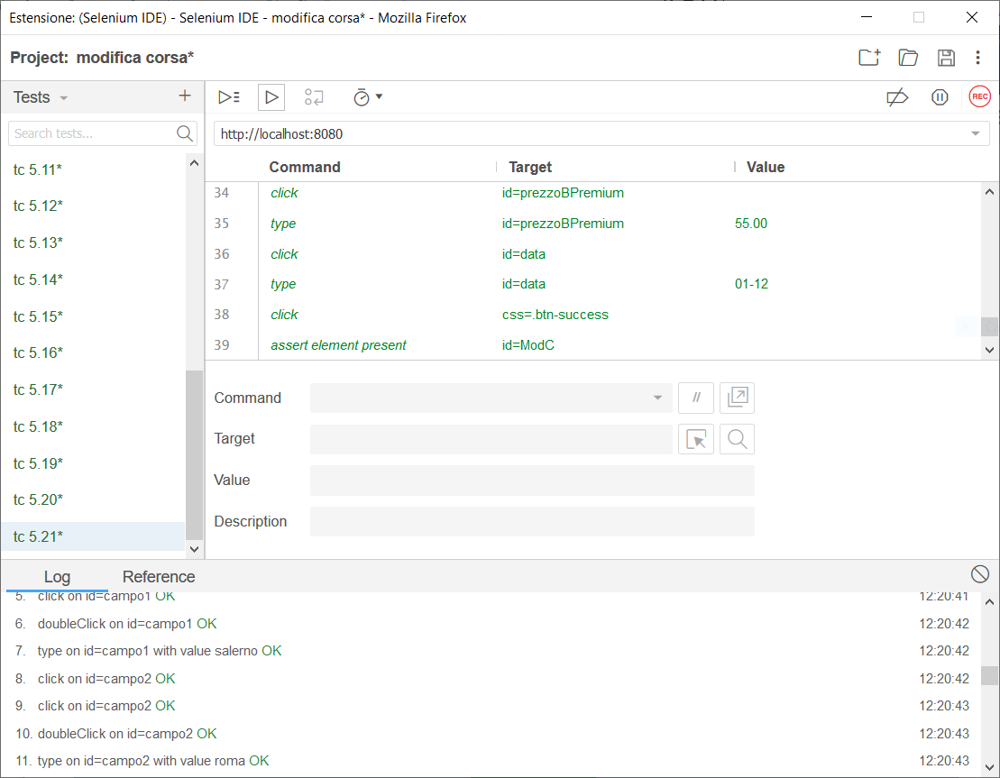 Estensione: (Selenium IDE) - Selenium IDE - modifica corsa* - Mozilla Firefox
Project: modifica corsa*
Tests
Search tests...
tc 5.11*
tc 5.12*
tc 5.13*
tc 5.14*
tc 5.15*
tc 5.16*
tc 5.17*
tc 5.18*
tc 5.19*
tc 5.20*
tc 5.21*
REC
http://localhost:8080
Command Target Value
34 click id=prezzoBPremium
35 type id=prezzoBPremium 55.00
36 click id=data
37 type id=data 01-12
38 click css=.btn-success
39 assert element present id=ModC
Command //
Target
Value
Description
Log Reference
5. click on id=campo1 OK 12:20:41
6. doubleClick on id=campo1 OK 12:20:42
7. type on id=campo1 with value salerno OK 12:20:42
8. click on id=campo2 OK 12:20:42
9. click on id=campo2 OK 12:20:43
10. doubleClick on id=campo2 OK 12:20:43
11. type on id=campo2 with value roma OK 12:20:43